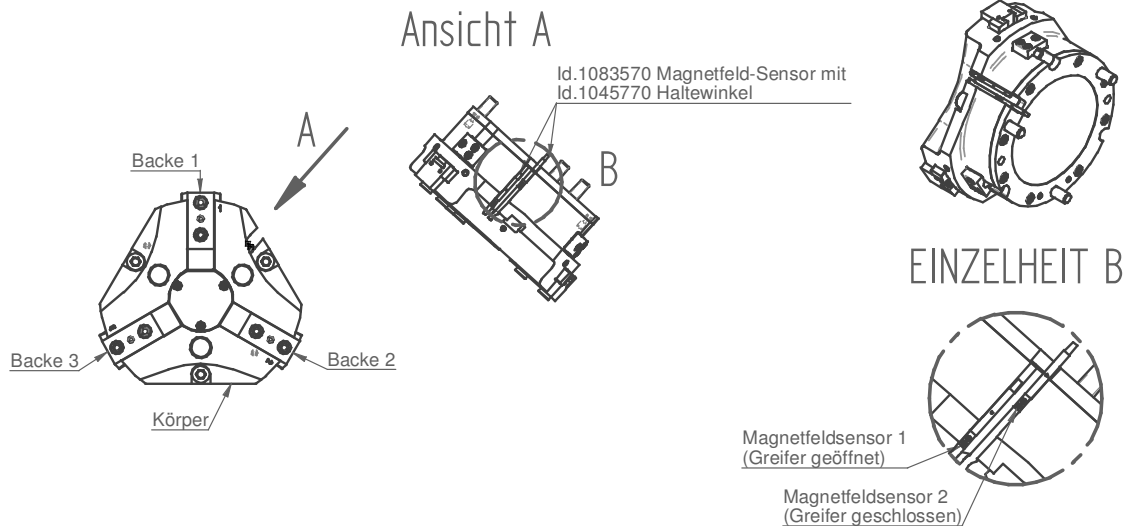 Ansicht A
Id.1083570 Magnetfeld-Sensor mit
Id.1045770 Haltewinkel
A
Backe 1
B
EINZELHEIT B
Backe 3
Backe 2
Körper
Magnetfeldsensor 1
(Greifer geöffnet)
Magnetfeldsensor 2
(Greifer geschlossen)